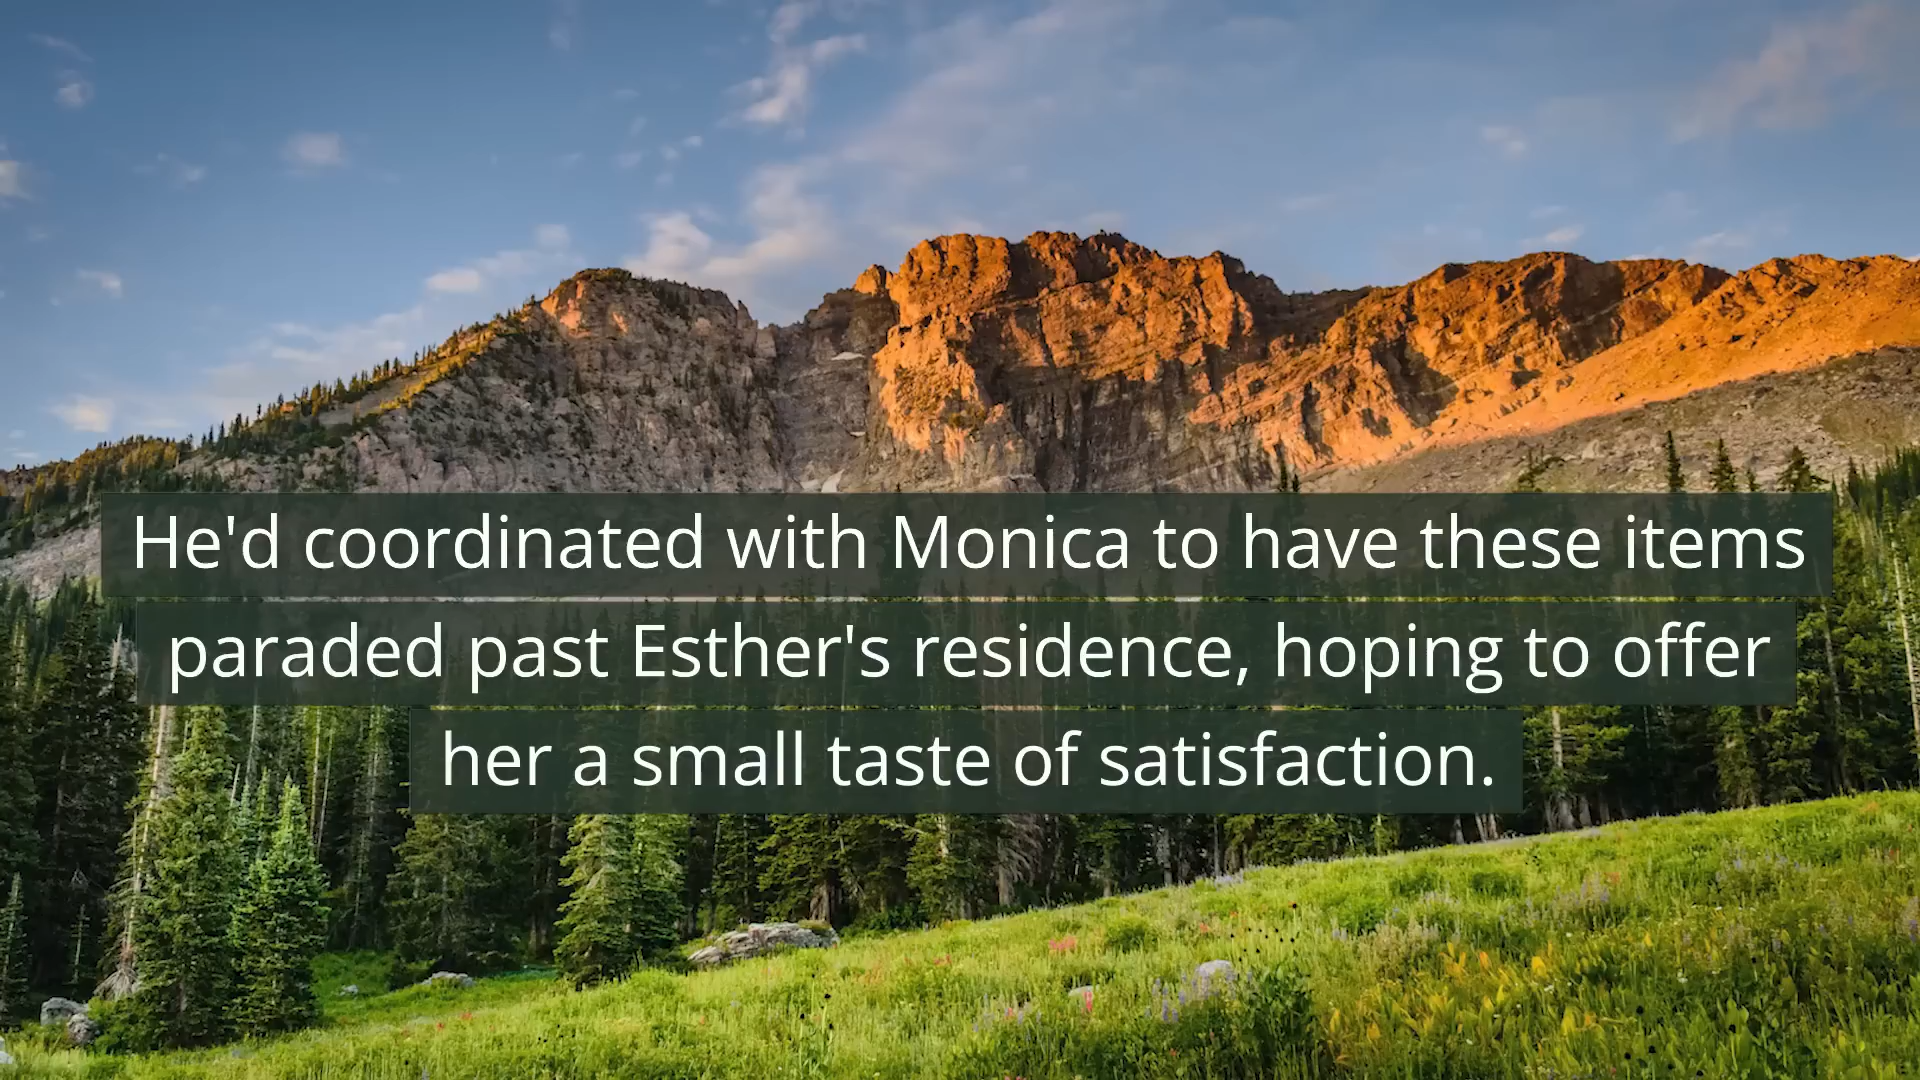 He'd coordinated with Monica to have these items
paraded past Esther's residence, hoping to offer
her a small taste of satisfaction.